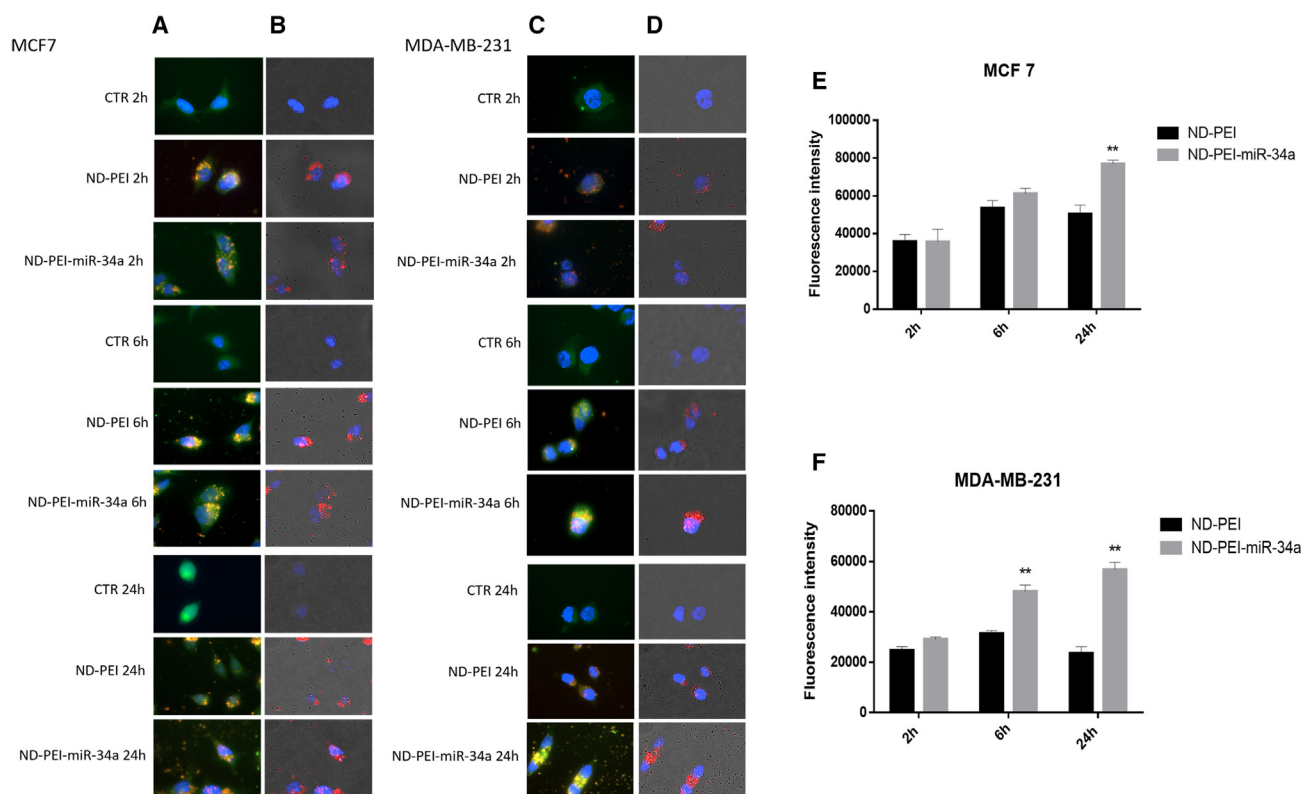 A
B
MCF7
CTR 2h
ND-PEI 2h
ND-PEI-miR-34a 2h
CTR 6h
ND-PEI 6h
ND-PEI-miR-34a 6h
CTR 24h
ND-PEI 24h
ND-PEI-miR-34a 24h
C
D
MDA-MB-231
CTR 2h
ND-PEI 2h
ND-PEI-miR-34a 2h
CTR 6h
ND-PEI 6h
ND-PEI-miR-34a 6h
CTR 24h
ND-PEI 24h
ND-PEI-miR-34a 24h
E
MCF 7
Fluorescence intensity
100000
80000
60000
40000
20000
0
**
2h
6h
24h
ND-PEI
ND-PEI-miR-34a
F
MDA-MB-231
Fluorescence intensity
80000
60000
40000
20000
0
**
**
2h
6h
24h
ND-PEI
ND-PEI-miR-34a